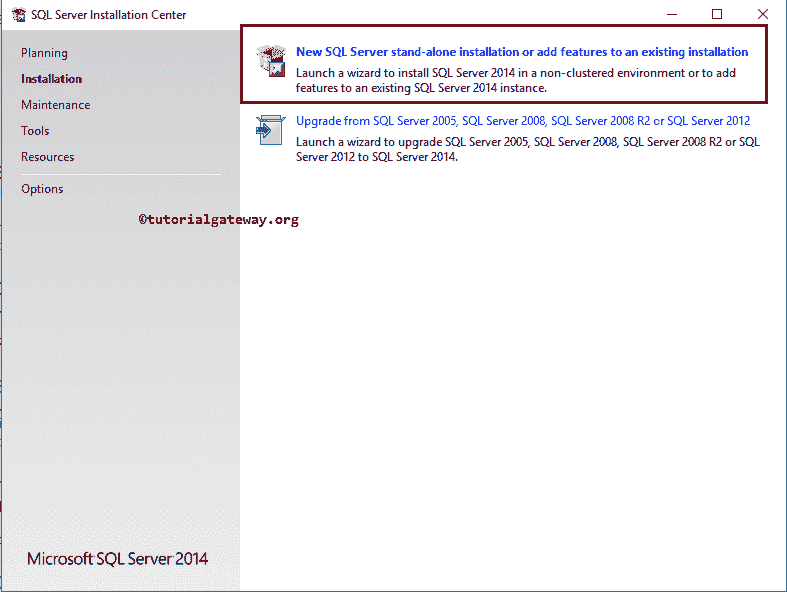 SQL Server Installation Center
Planning
Installation
Maintenance
Tools
Resources
Options
New SQL Server stand-alone installation or add features to an existing installation
Launch a wizard to install SQL Server 2014 in a non-clustered environment or to add
features to an existing SQL Server 2014 instance.
Upgrade from SQL Server 2005, SQL Server 2008, SQL Server 2008 R2 or SQL Server 2012
Launch a wizard to upgrade SQL Server 2005, SQL Server 2008, SQL Server 2008 R2 or SQL
Server 2012 to SQL Server 2014.
©tutorialgateway.org
Microsoft SQL Server 2014